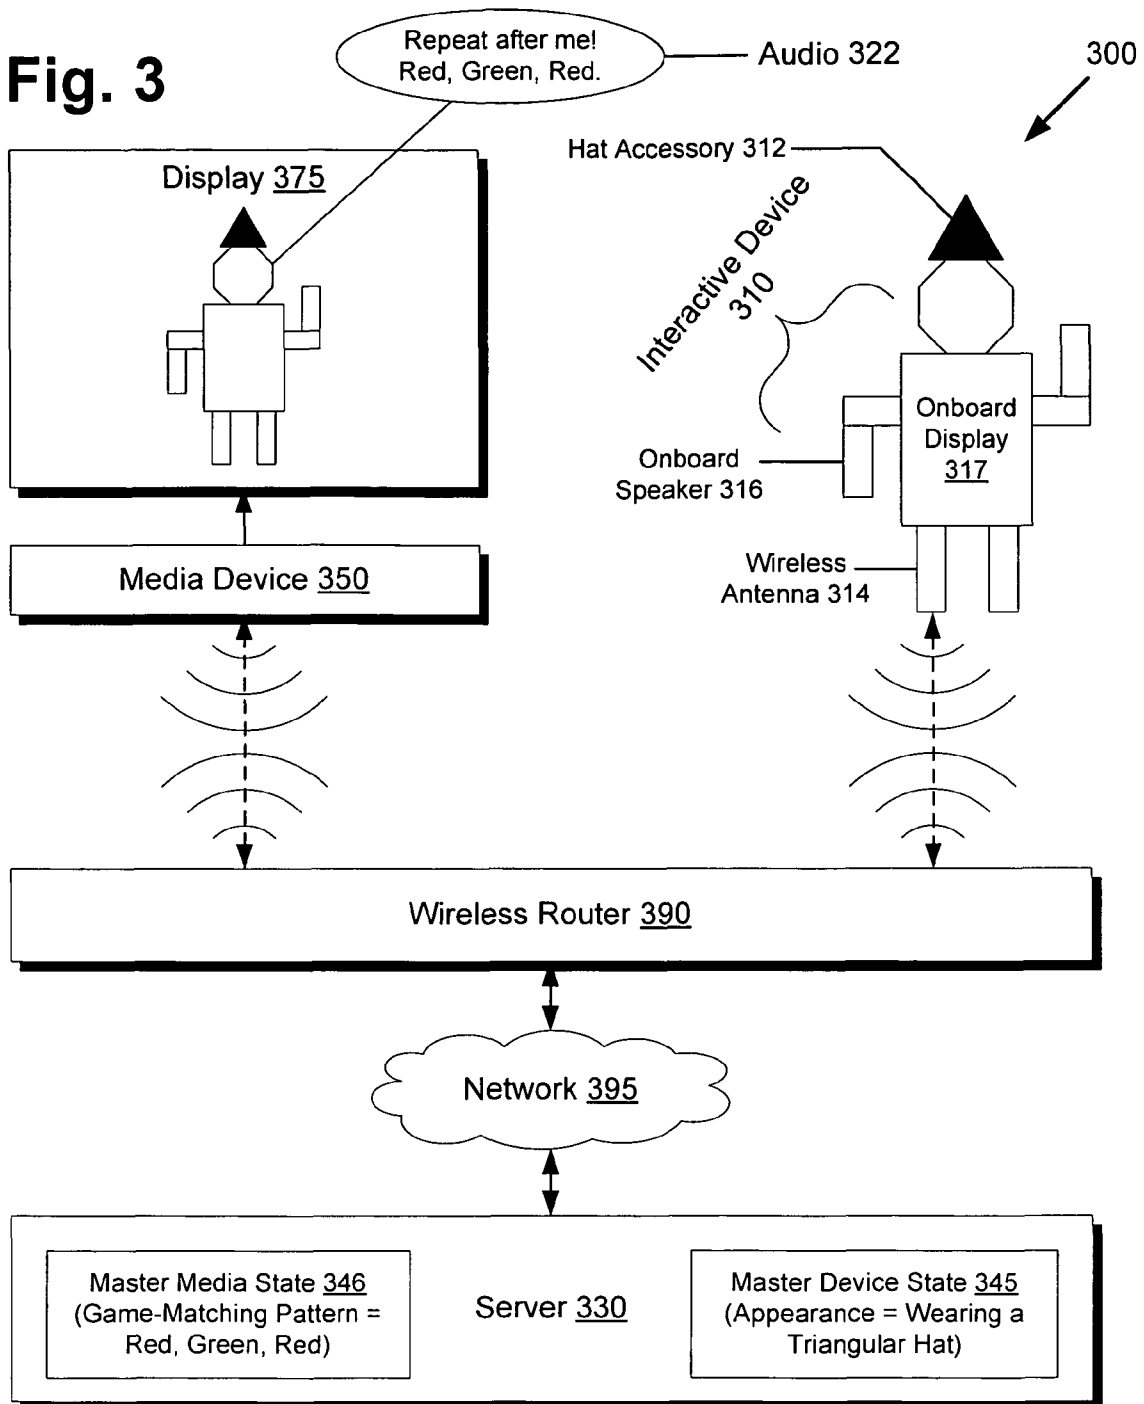 Fig. 3
Repeat after me!
Red, Green, Red.
Audio 322
300
Display 375
Hat Accessory 312
Interactive Device
310
Onboard
Display
317
Onboard
Speaker 316
Wireless
Antenna 314
Media Device 350
Wireless Router 390
Network 395
Master Media State 346
(Game-Matching Pattern =
Red, Green, Red)
Server 330
Master Device State 345
(Appearance = Wearing a
Triangular Hat)